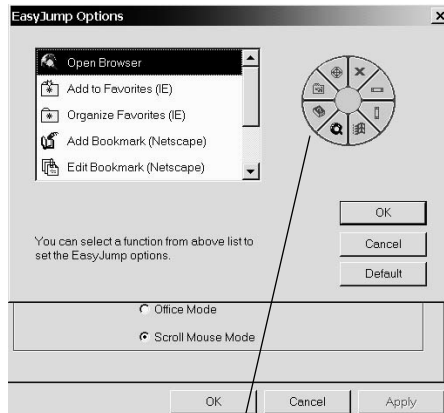 EasyJump Options
Open Browser
Add to Favorites (IE)
Organize Favorites (IE)
Add Bookmark (Netscape)
Edit Bookmark (Netscape)
You can select a function from above list to
set the EasyJump options.
OK
Cancel
Default
Office Mode
Scroll Mouse Mode
OK
Cancel
Apply